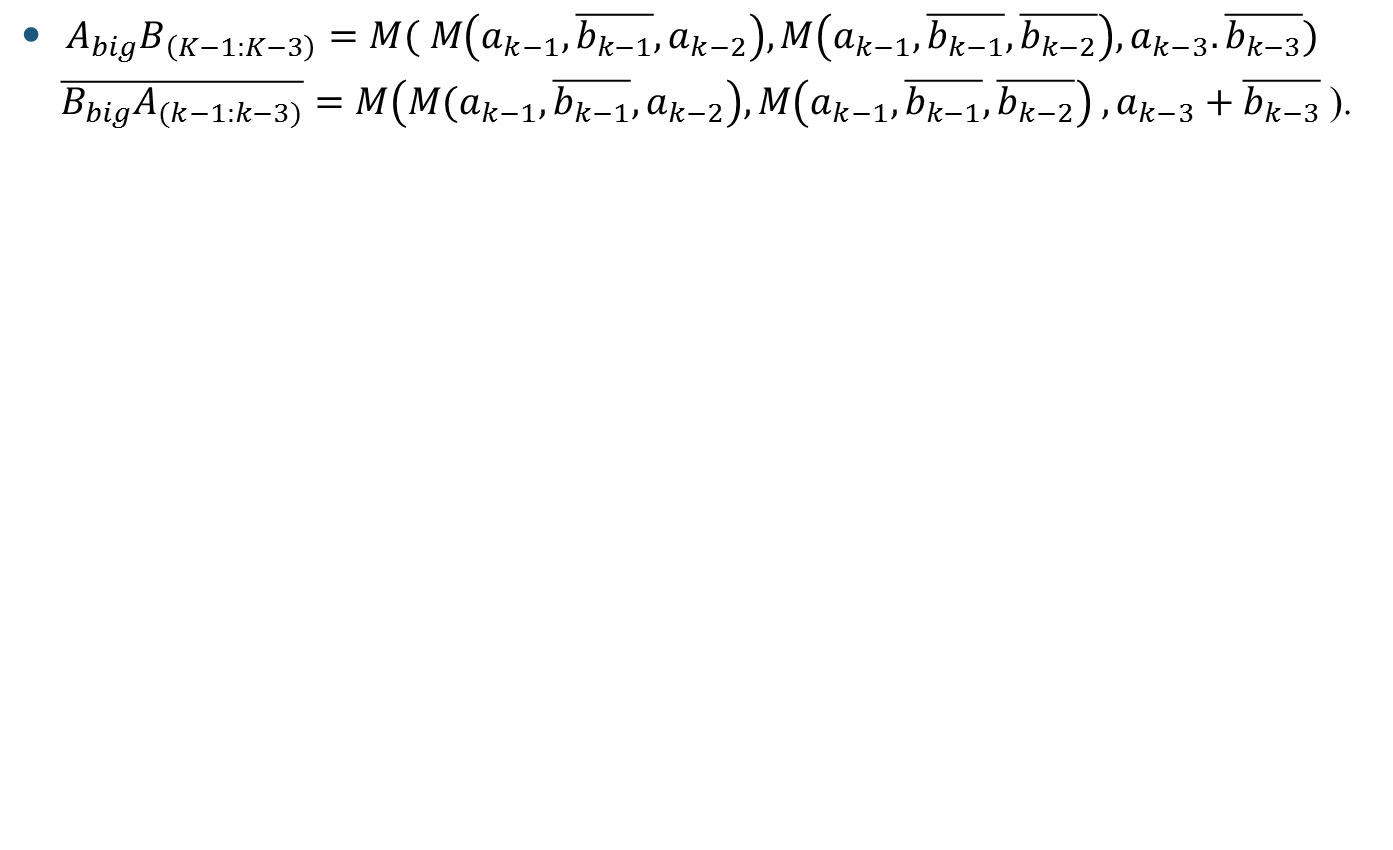 • $A_{big}B_{(K-1:K-3)} = M(\ M(a_{k-1}, \overline{b_{k-1}}, a_{k-2}), M(a_{k-1}, \overline{b_{k-1}}, \overline{b_{k-2}}), a_{k-3}.\overline{b_{k-3}})$
$\overline{B_{big}A_{(k-1:k-3)}} = M(M(a_{k-1}, \overline{b_{k-1}}, a_{k-2}), M(a_{k-1}, \overline{b_{k-1}}, \overline{b_{k-2}})\ , a_{k-3} + \overline{b_{k-3}}\ ).$